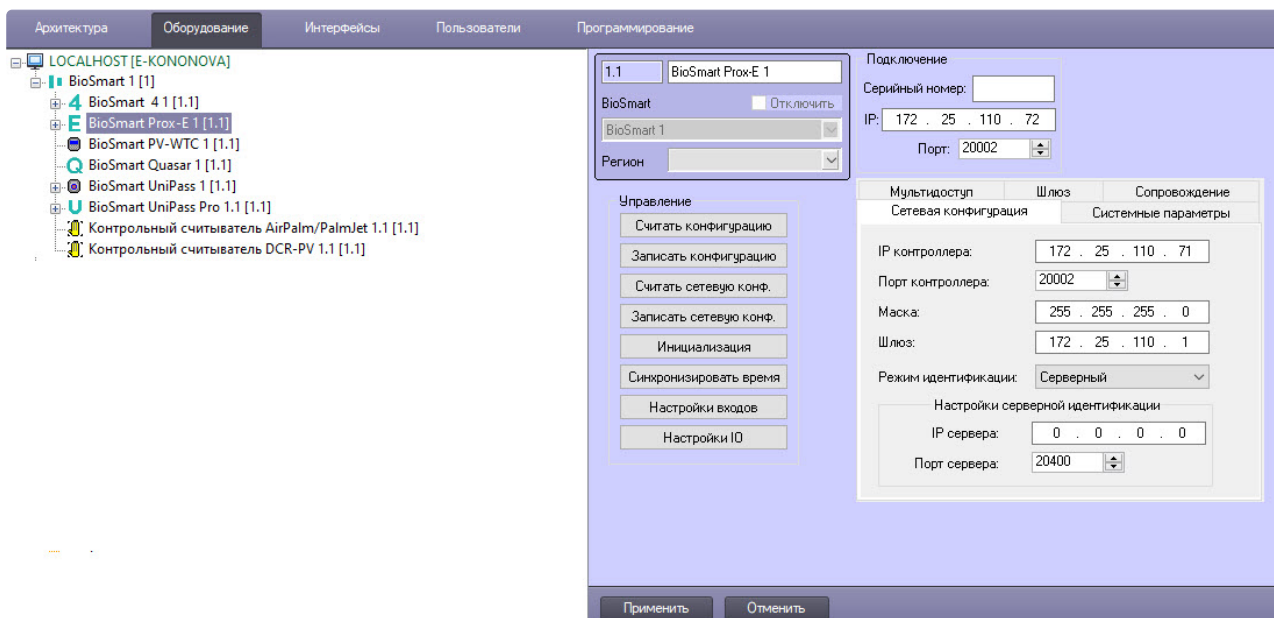 Архитектура Оборудование Интерфейсы Пользователи Программирование
LOCALHOST [E-KONONOVA]
BioSmart 1 [1]
BioSmart 4 1 [1.1]
BioSmart Prox-E 1 [1.1]
BioSmart PV-WTC 1 [1.1]
BioSmart Quasar 1 [1.1]
BioSmart UniPass 1 [1.1]
BioSmart UniPass Pro 1.1 [1.1]
Контрольный считыватель AirPalm/PalmJet 1.1 [1.1]
Контрольный считыватель DCR-PV 1.1 [1.1]
1.1 BioSmart Prox-E 1
BioSmart Отключить
BioSmart 1
Регион
Управление
Считать конфигурацию
Записать конфигурацию
Считать сетевую конф.
Записать сетевую конф.
Инициализация
Синхронизировать время
Настройки входов
Настройки IO
Подключение
Серийный номер:
IP: 172 . 25 . 110 . 72
Порт: 20002
Мультидоступ Шлюз Сопровождение
Сетевая конфигурация Системные параметры
IP контроллера: 172 . 25 . 110 . 71
Порт контроллера: 20002
Маска: 255 . 255 . 255 . 0
Шлюз: 172 . 25 . 110 . 1
Режим идентификации: Серверный
Настройки серверной идентификации
IP сервера: 0 . 0 . 0 . 0
Порт сервера: 20400
Применить Отменить